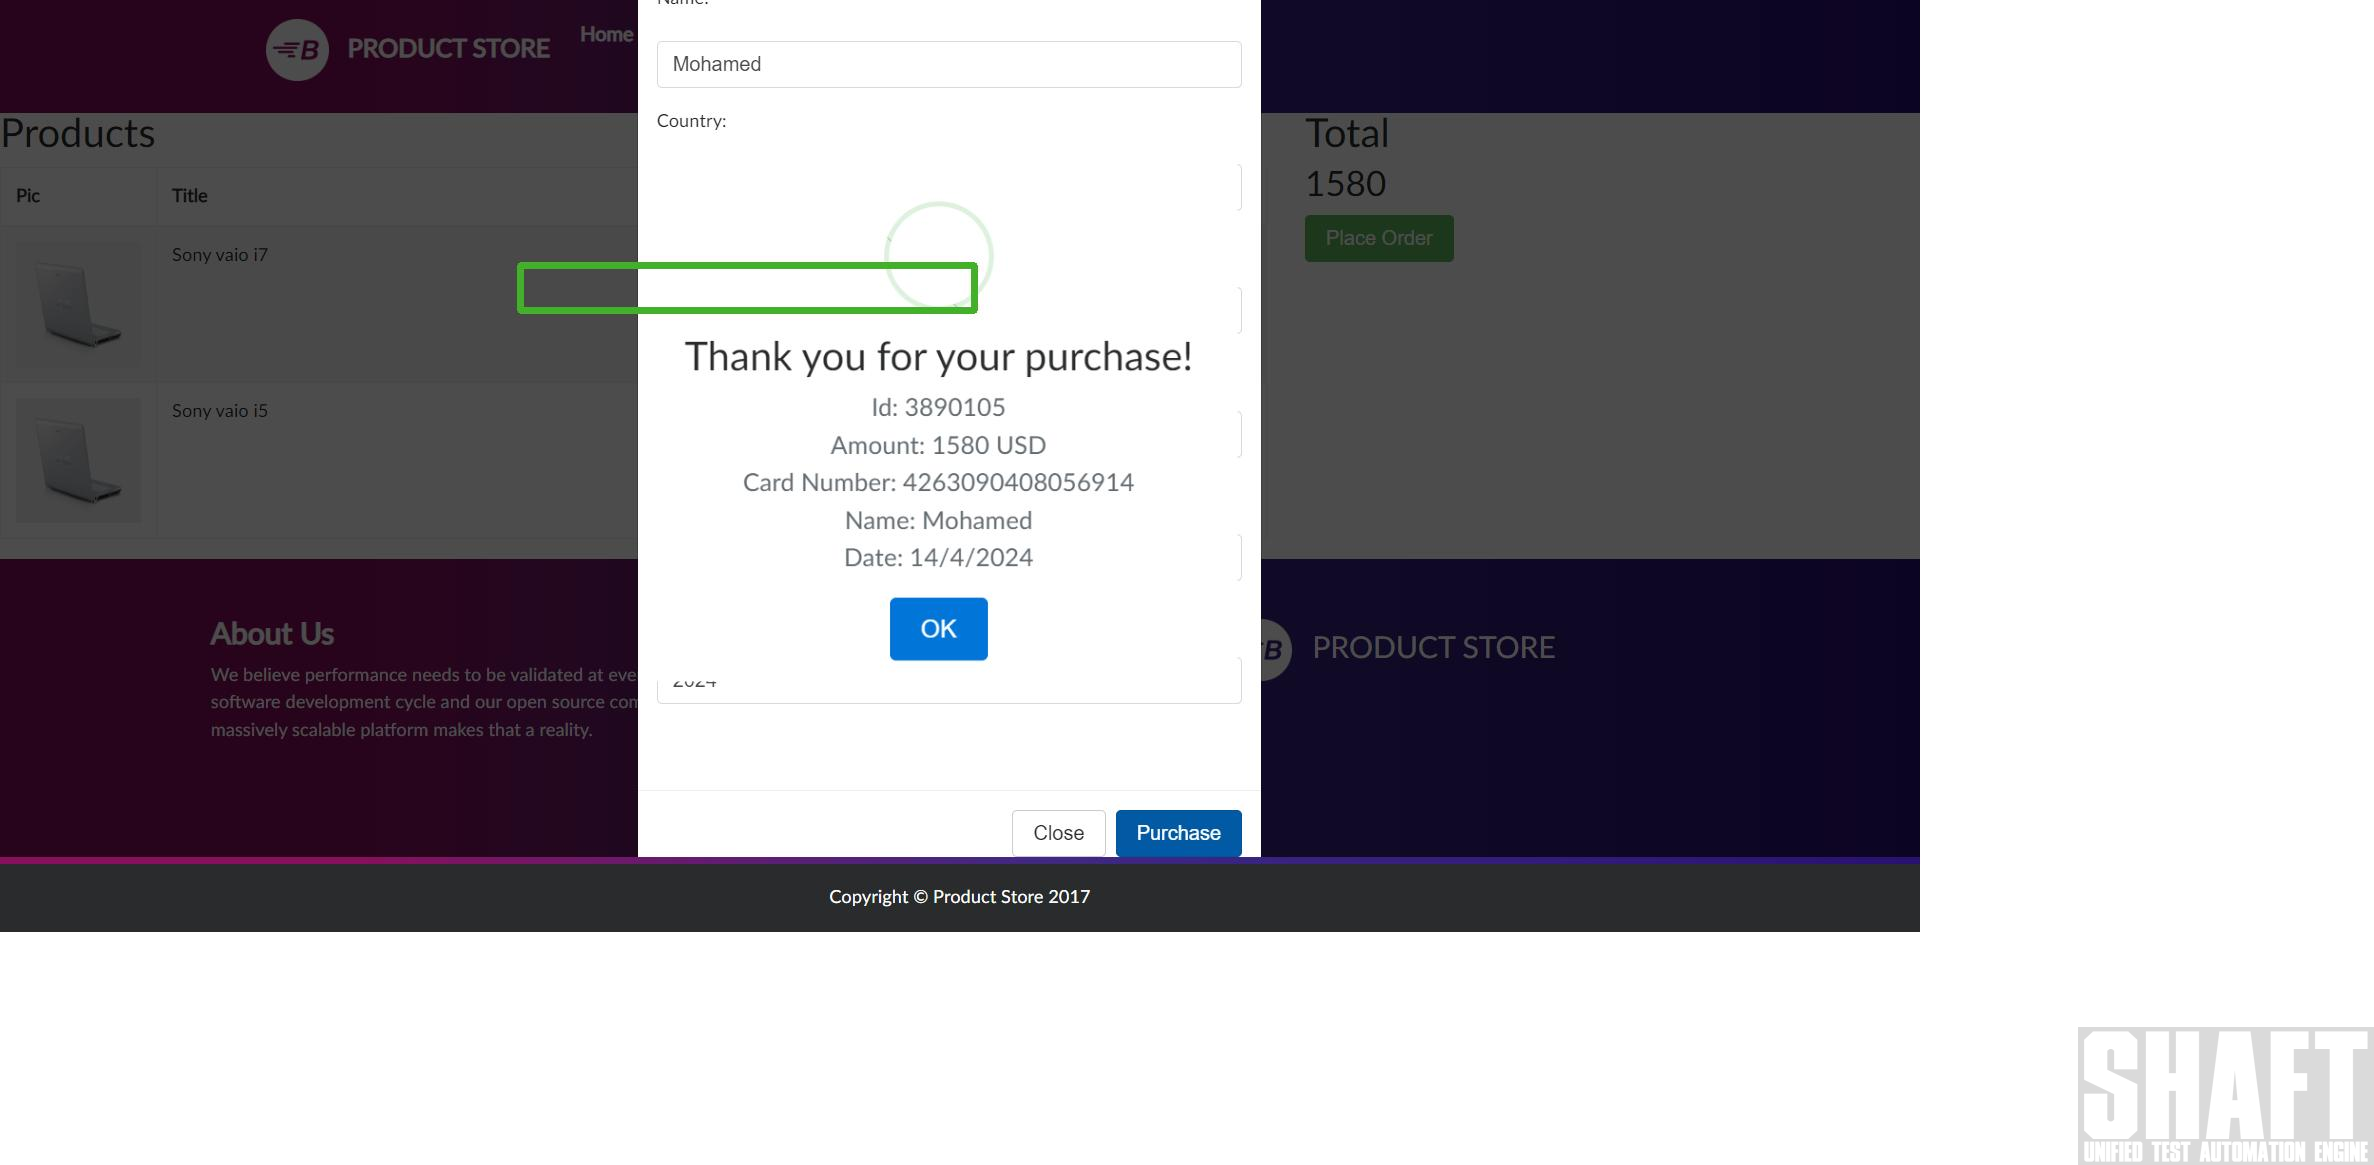 Name:
B PRODUCT STORE
Home
Mohamed
Country:
Products
Pic Title
Sony vaio i7
Sony vaio i5
Total
1580
Place Order
Thank you for your purchase!
Id: 3890105
Amount: 1580 USD
Card Number: 4263090408056914
Name: Mohamed
Date: 14/4/2024
OK
2024
Close
Purchase
About Us
We believe performance needs to be validated at eve
software development cycle and our open source com
massively scalable platform makes that a reality.
B PRODUCT STORE
Copyright © Product Store 2017
SHAFT
UNIFIED TEST AUTOMATION ENGINE